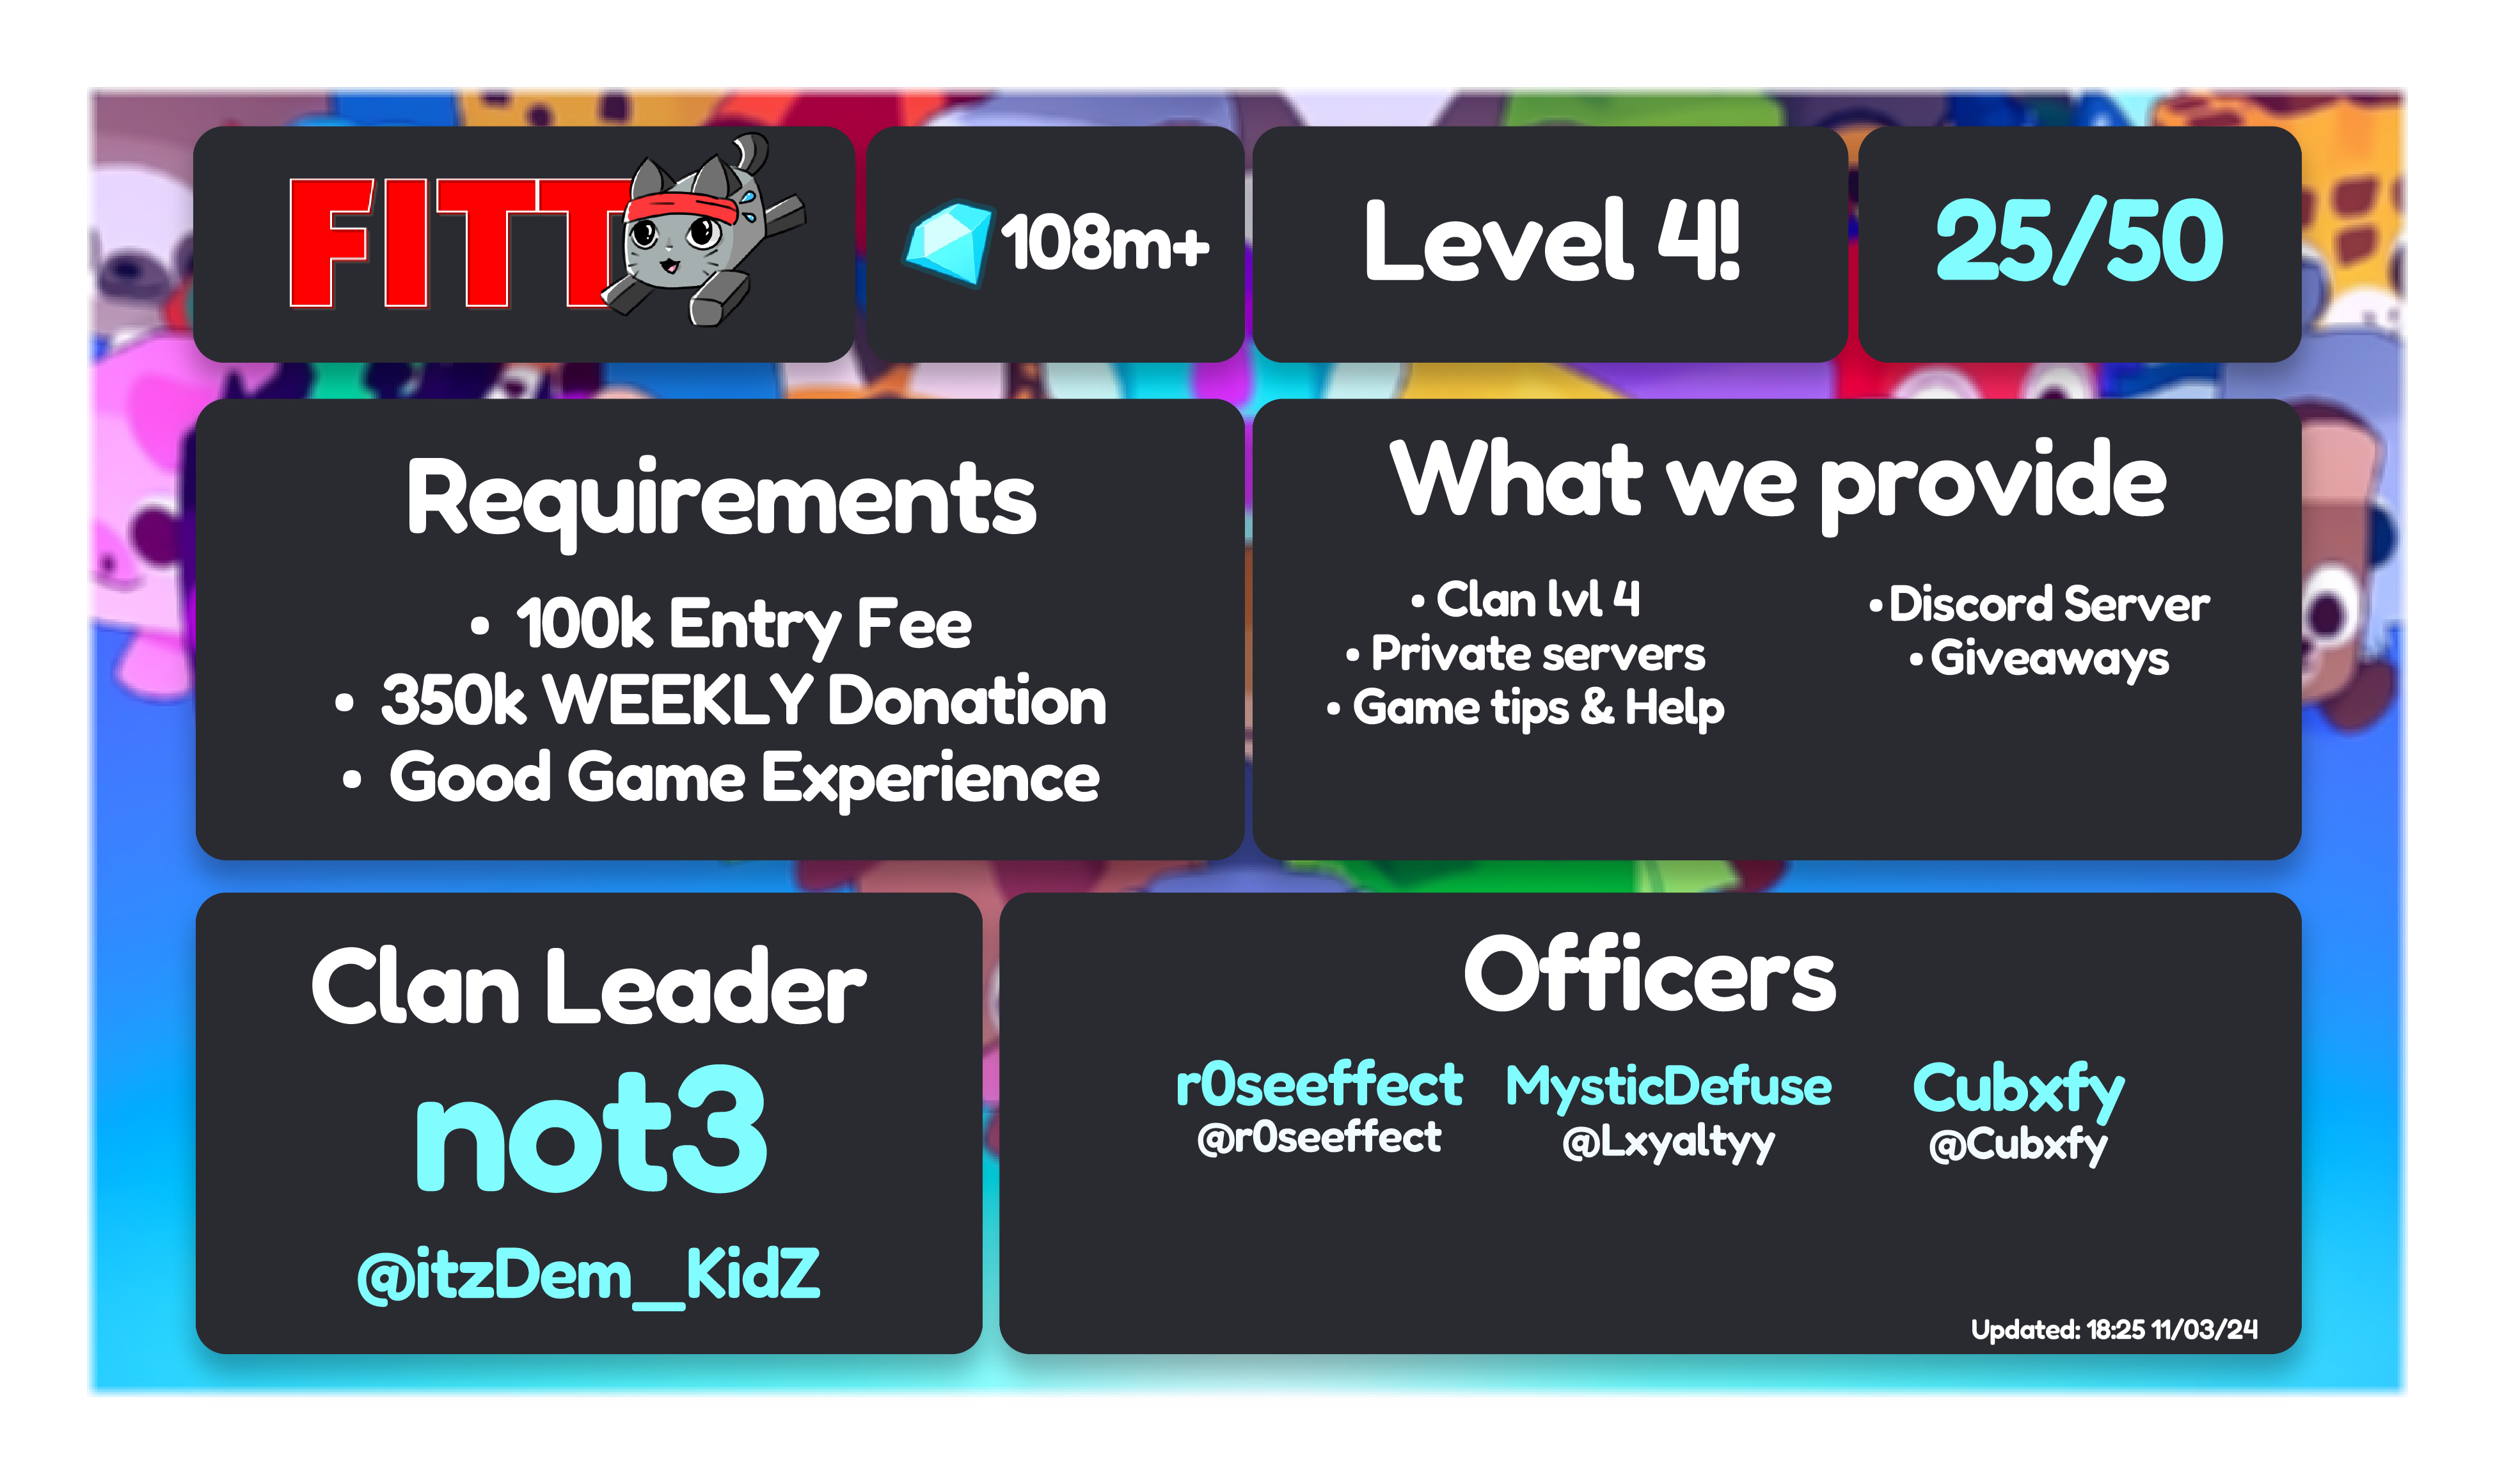 FITT
108m+
Level 4!
25/50
Requirements
• 100k Entry Fee
• 350k WEEKLY Donation
• Good Game Experience
What we provide
• Clan lvl 4
• Private servers
• Game tips & Help
• Discord Server
• Giveaways
Clan Leader
not3
@itzDem_KidZ
Officers
r0seeffect
@r0seeffect
MysticDefuse
@Lxyaltyy
Cubxfy
@Cubxfy
Updated: 18:25 11/03/24